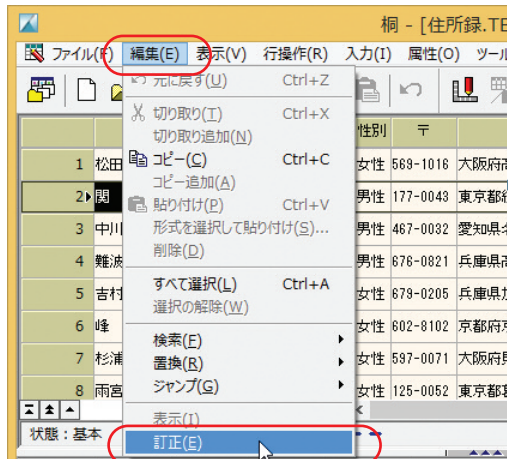 桐 - [住所録.TE
ファイル(F) 編集(E) 表示(V) 行操作(R) 入力(I) 属性(O) ツール
元に戻す(U) Ctrl+Z
切り取り(T) Ctrl+X
切り取り追加(N)
コピー(C) Ctrl+C
コピー追加(A)
貼り付け(P) Ctrl+V
形式を選択して貼り付け(S)...
削除(D)
すべて選択(L) Ctrl+A
選択の解除(W)
検索(F)
置換(R)
ジャンプ(G)
表示(I)
訂正(E)
性別 〒
1 松田 女性 569-1016 大阪府高
2 関 男性 177-0043 東京都練
3 中川 男性 467-0032 愛知県名
4 難波 男性 676-0821 兵庫県高
5 吉村 女性 679-0205 兵庫県加
6 峰 女性 602-8102 京都府京
7 杉浦 女性 597-0071 大阪府貝
8 雨宮 女性 125-0052 東京都葛
状態：基本